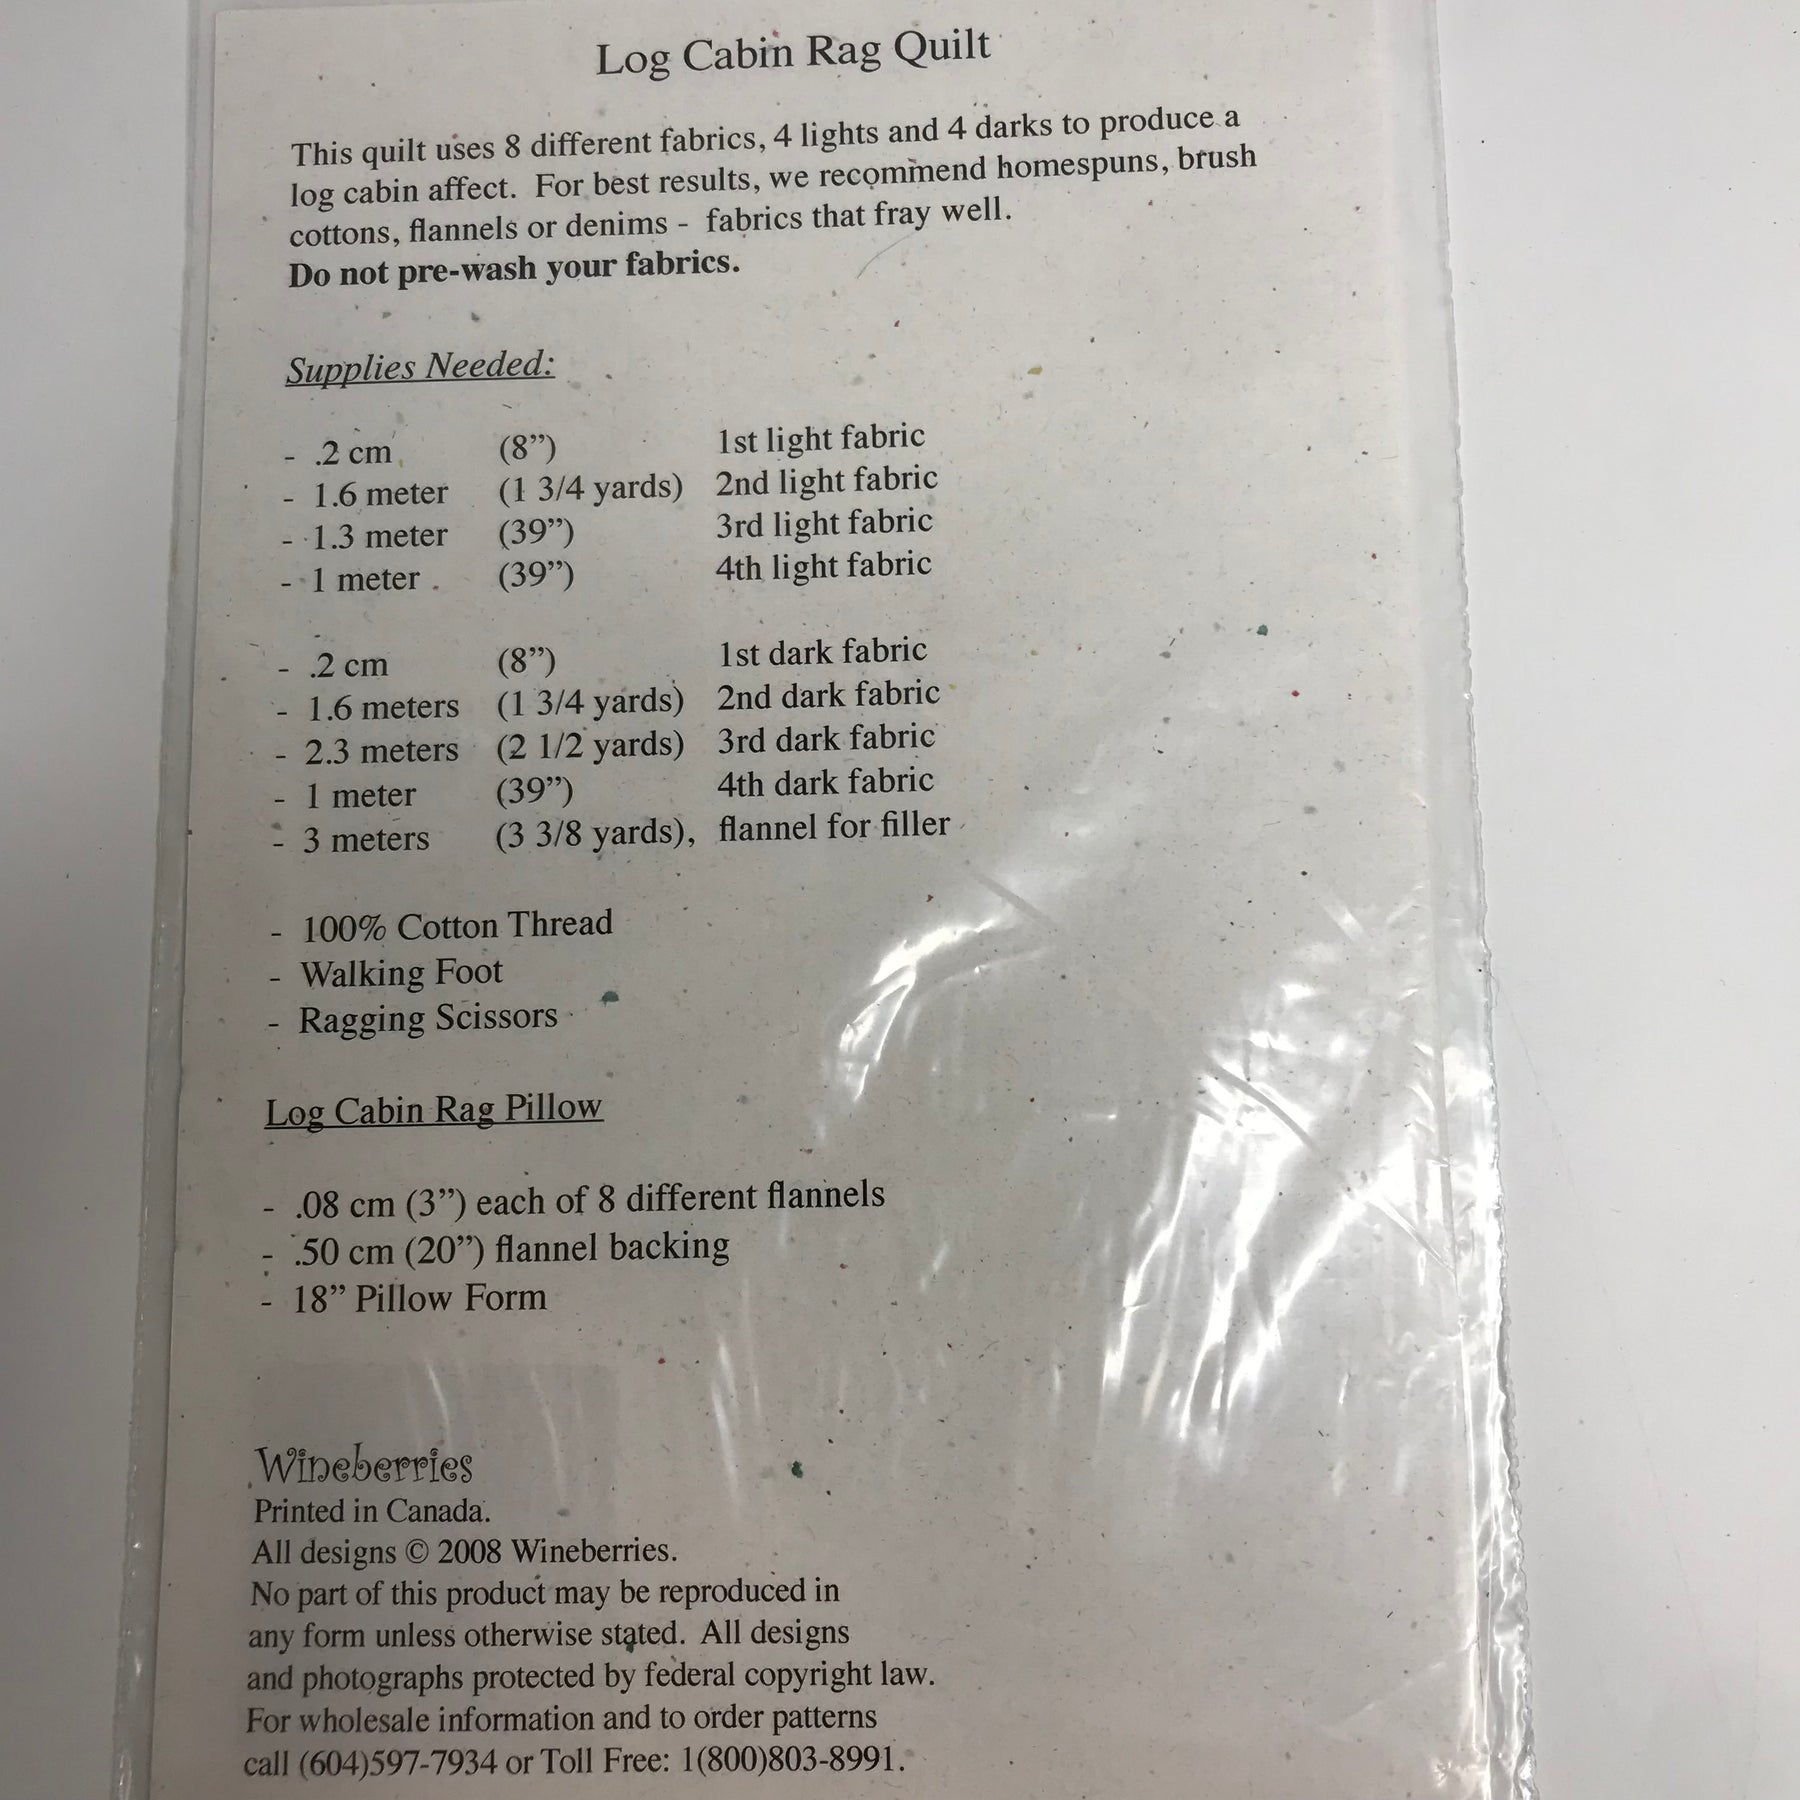 Log Cabin Rag Quilt
This quilt uses 8 different fabrics, 4 lights and 4 darks to produce a
log cabin affect. For best results, we recommend homespuns, brush
cottons, flannels or denims - fabrics that fray well.
Do not pre-wash your fabrics.
Supplies Needed:
- .2 cm (8”) 1st light fabric
- 1.6 meter (1 3/4 yards) 2nd light fabric
- 1.3 meter (39”) 3rd light fabric
- 1 meter (39”) 4th light fabric
- .2 cm (8”) 1st dark fabric
- 1.6 meters (1 3/4 yards) 2nd dark fabric
- 2.3 meters (2 1/2 yards) 3rd dark fabric
- 1 meter (39”) 4th dark fabric
- 3 meters (3 3/8 yards), flannel for filler
- 100% Cotton Thread
- Walking Foot
- Ragging Scissors
Log Cabin Rag Pillow
- .08 cm (3”) each of 8 different flannels
- .50 cm (20”) flannel backing
- 18” Pillow Form
Wineberries
Printed in Canada.
All designs © 2008 Wineberries.
No part of this product may be reproduced in
any form unless otherwise stated. All designs
and photographs protected by federal copyright law.
For wholesale information and to order patterns
call (604)597-7934 or Toll Free: 1(800)803-8991.